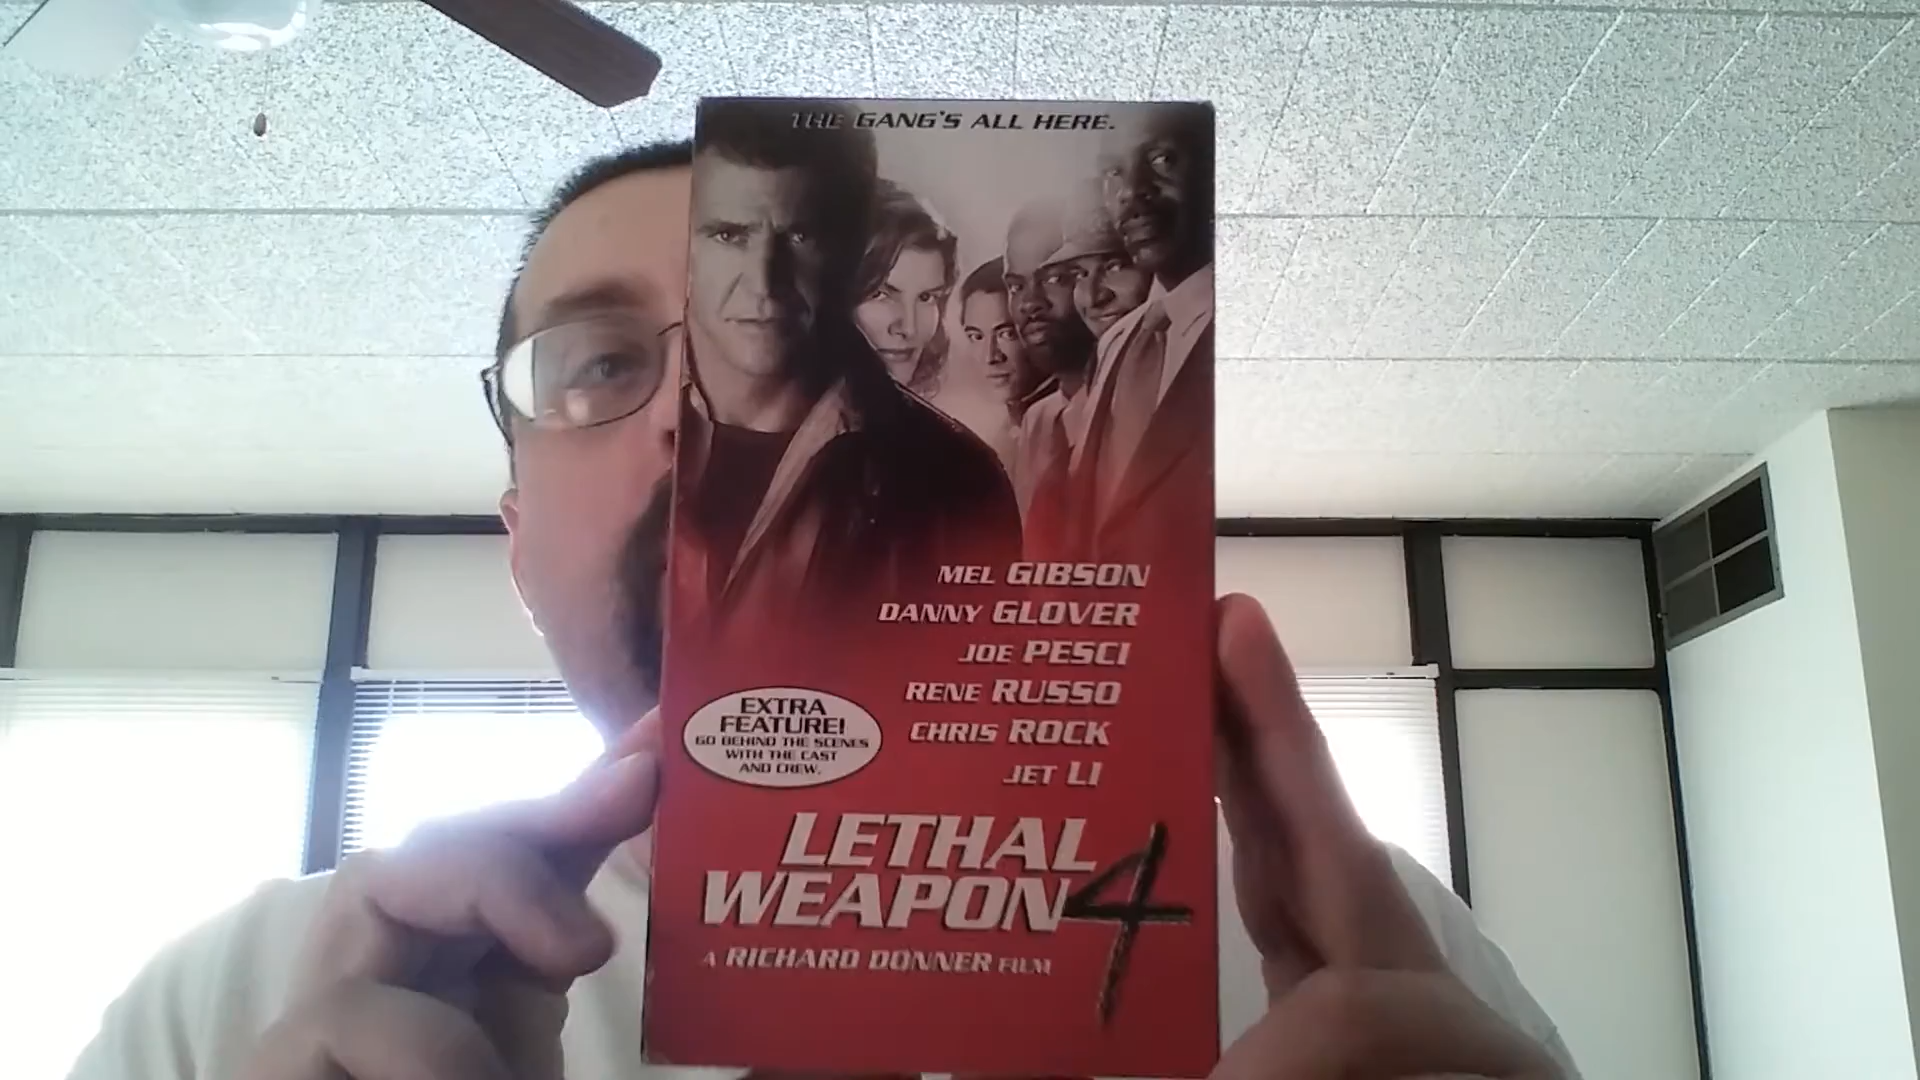 THE GANG'S ALL HERE.
MEL GIBSON
DANNY GLOVER
JOE PESCI
RENE RUSSO
CHRIS ROCK
JET LI
EXTRA
FEATURE!
GO BEHIND THE SCENES
WITH THE CAST
AND CREW.
LETHAL
WEAPON 4
A RICHARD DONNER FILM